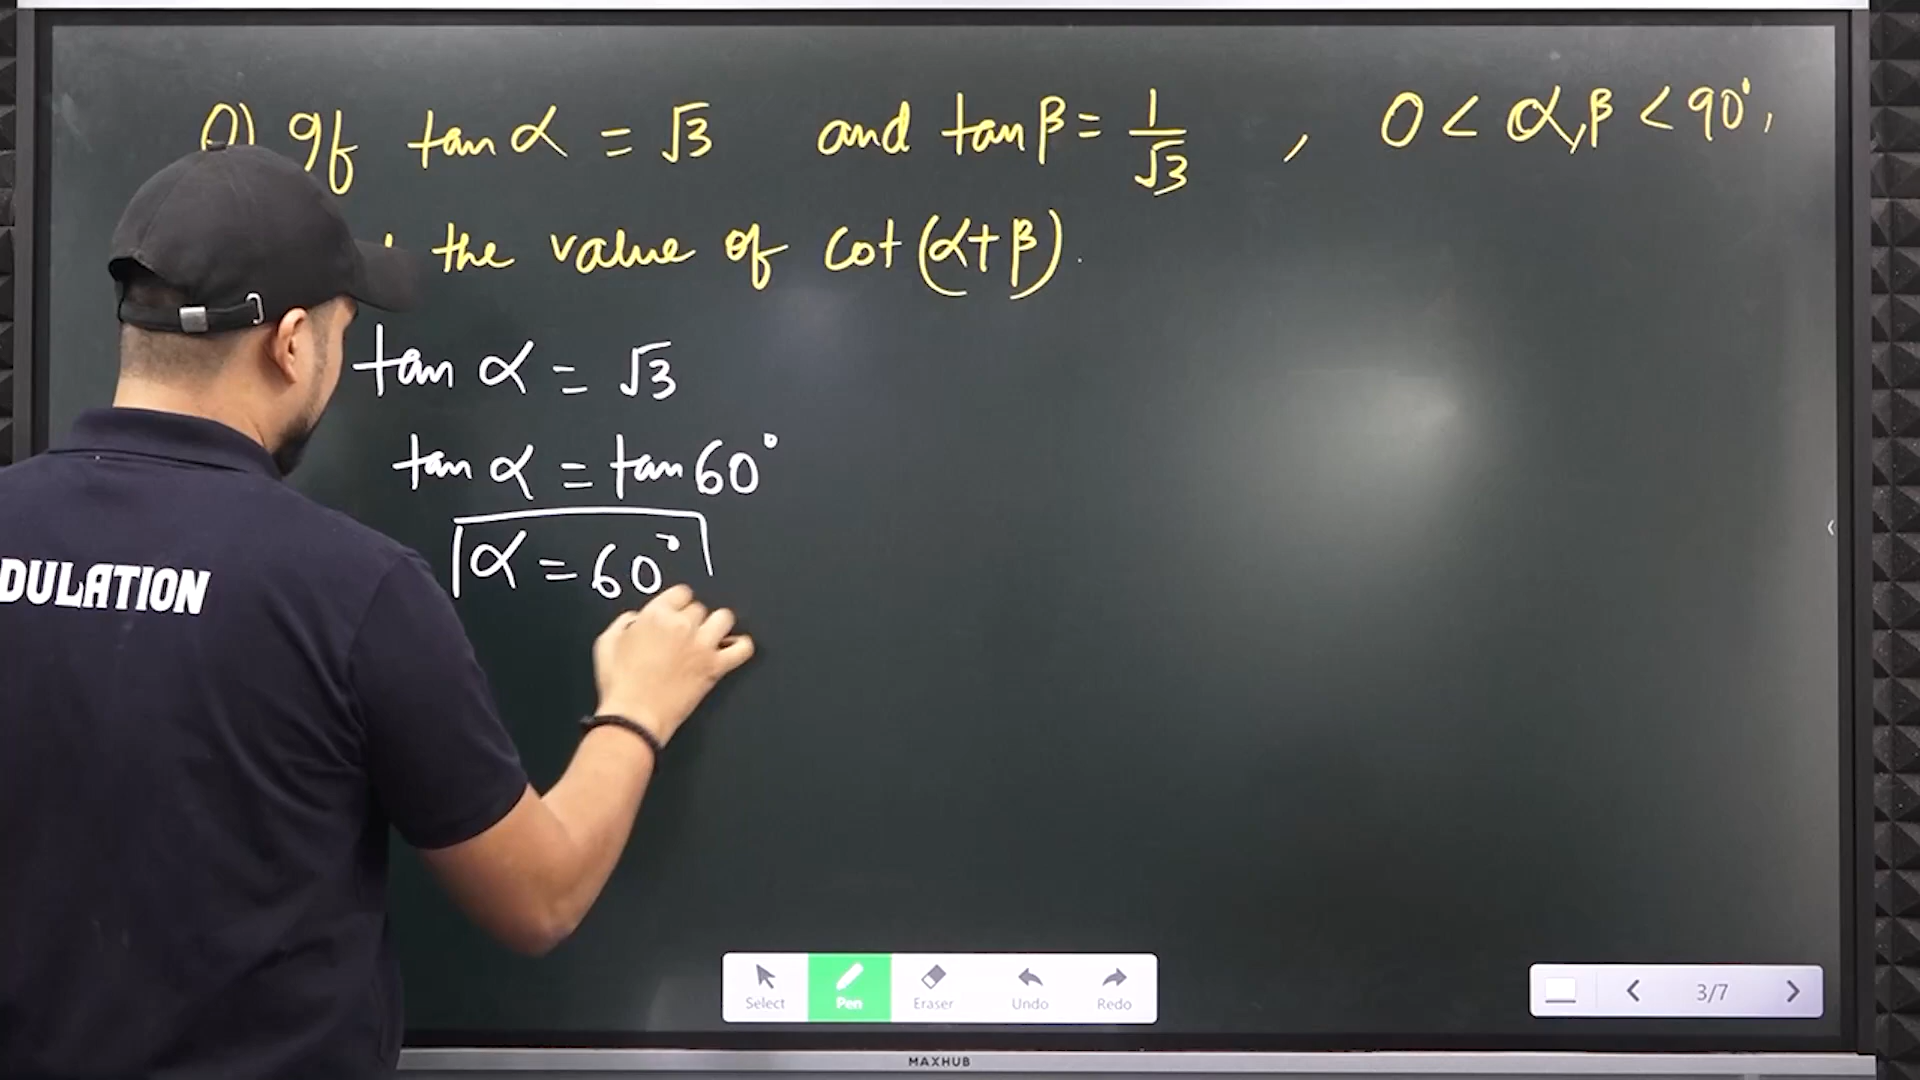 Q) If tan α = √3 and tan β = 1/√3 , 0 < α, β < 90°,
the value of cot (α + β).
tan α = √3
tan α = tan 60°
α = 60°
DULATION
Select Pen Eraser Undo Redo
3/7
MAXHUB